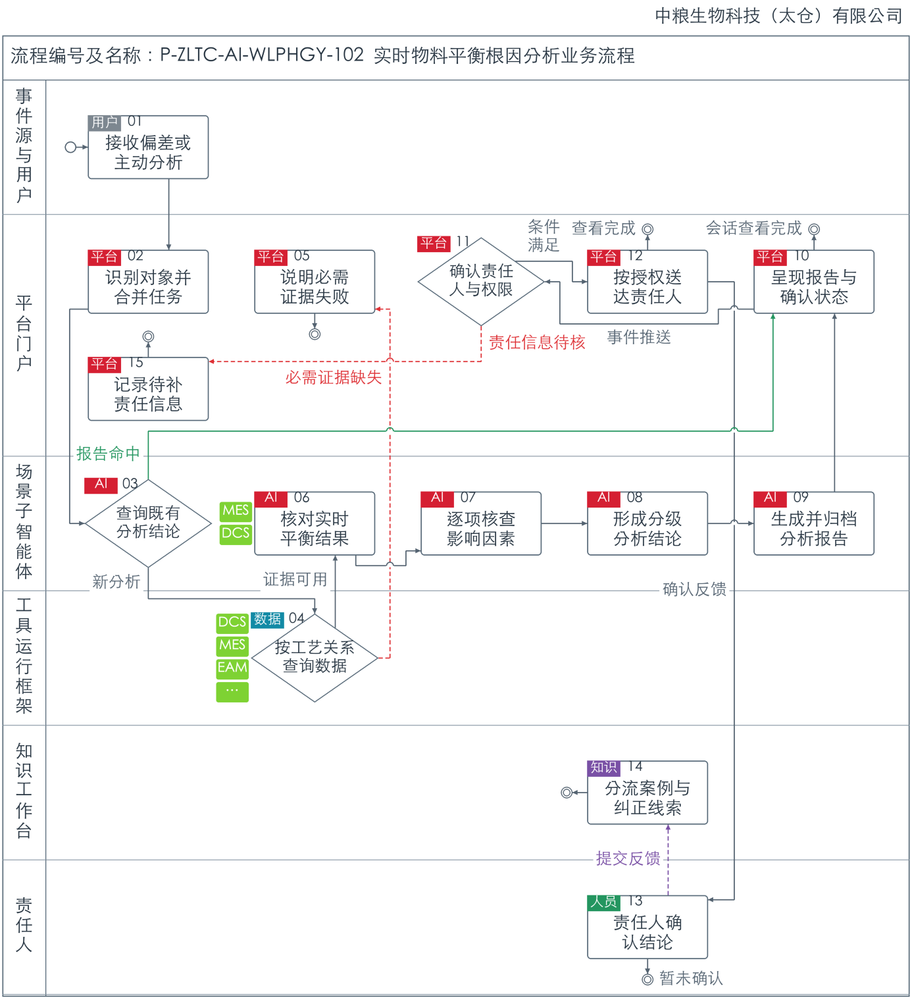 中粮生物科技（太仓）有限公司
流程编号及名称：P-ZLTC-AI-WLPHGY-102 实时物料平衡根因分析业务流程
事件源与用户
用户 01
接收偏差或
主动分析
平台门户
平台 02
识别对象并
合并任务
平台 05
说明必需
证据失败
平台 11
确认责任
人与权限
条件
满足
查看完成
平台 12
按授权送
达责任人
会话查看完成
平台 10
呈现报告与
确认状态
事件推送
责任信息待核
平台 15
记录待补
责任信息
必需证据缺失
报告命中
场景子智能体
AI 03
查询既有
分析结论
MES
DCS
AI 06
核对实时
平衡结果
AI 07
逐项核查
影响因素
AI 08
形成分级
分析结论
AI 09
生成并归档
分析报告
新分析
证据可用
确认反馈
工具运行框架
DCS
MES
EAM
...
数据 04
按工艺关系
查询数据
知识工作台
知识 14
分流案例与
纠正线索
提交反馈
责任人
人员 13
责任人确
认结论
暂未确认